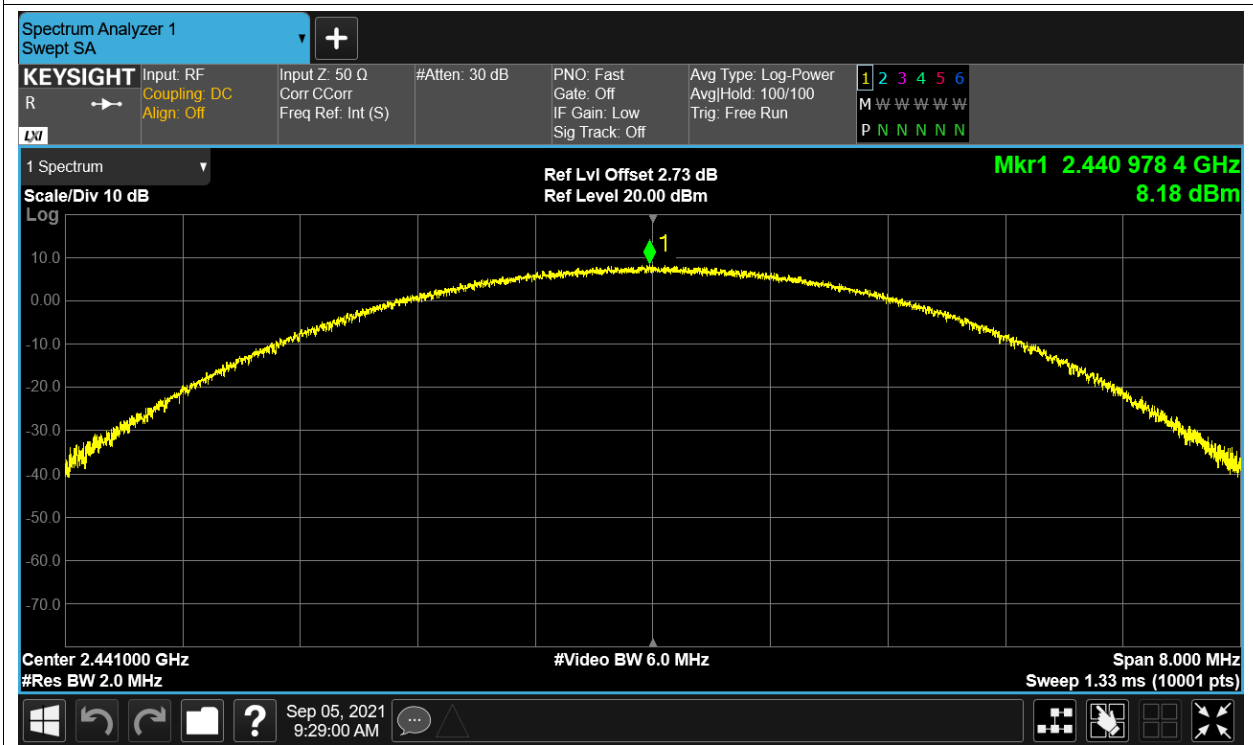 Spectrum Analyzer 1
Swept SA
KEYSIGHT
R
LXI
Input: RF
Coupling: DC
Align: Off
Input Z: 50 Ω
Corr CCorr
Freq Ref: Int (S)
#Atten: 30 dB
PNO: Fast
Gate: Off
IF Gain: Low
Sig Track: Off
Avg Type: Log-Power
Avg|Hold: 100/100
Trig: Free Run
1 2 3 4 5 6
M W W W W W
P N N N N N
1 Spectrum
Scale/Div 10 dB
Log
Ref Lvl Offset 2.73 dB
Ref Level 20.00 dBm
Mkr1 2.440 978 4 GHz
8.18 dBm
1
10.0
0.00
-10.0
-20.0
-30.0
-40.0
-50.0
-60.0
-70.0
Center 2.441000 GHz
#Res BW 2.0 MHz
#Video BW 6.0 MHz
Span 8.000 MHz
Sweep 1.33 ms (10001 pts)
?
Sep 05, 2021
9:29:00 AM